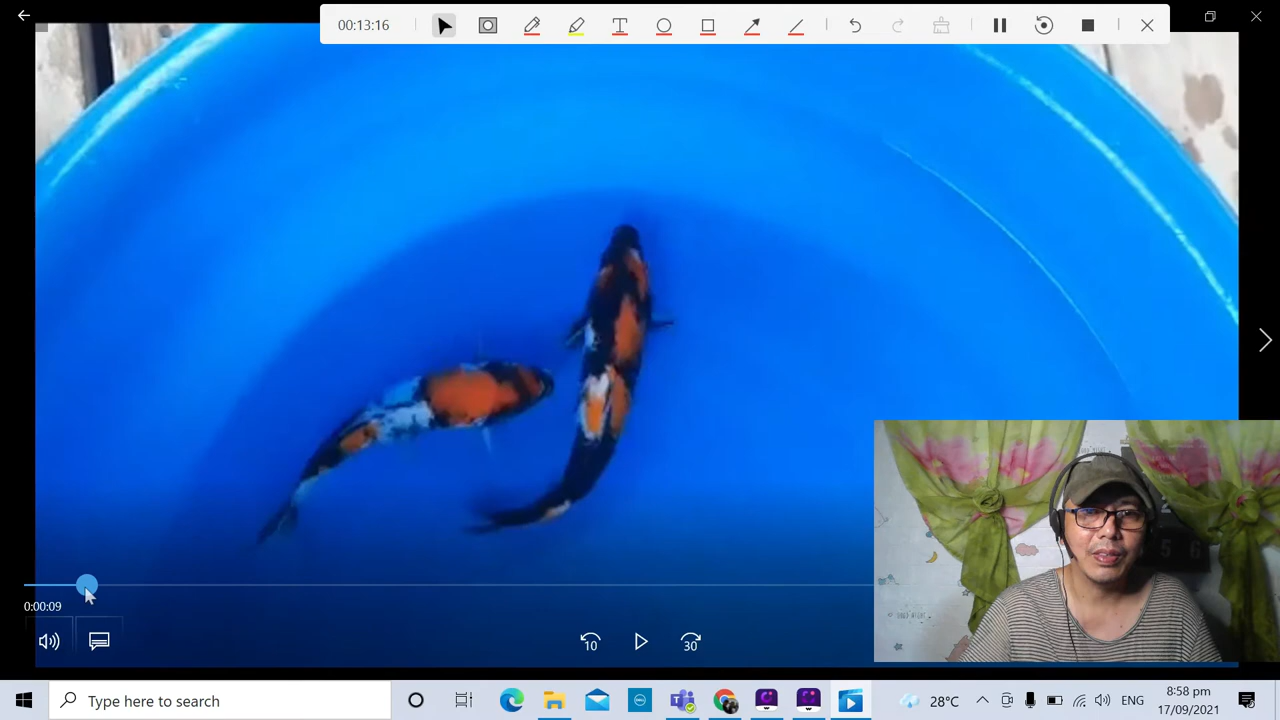 00:13:16
T
0:00:09
10
30
Type here to search
28°C
ENG
8:58 pm
17/09/2021